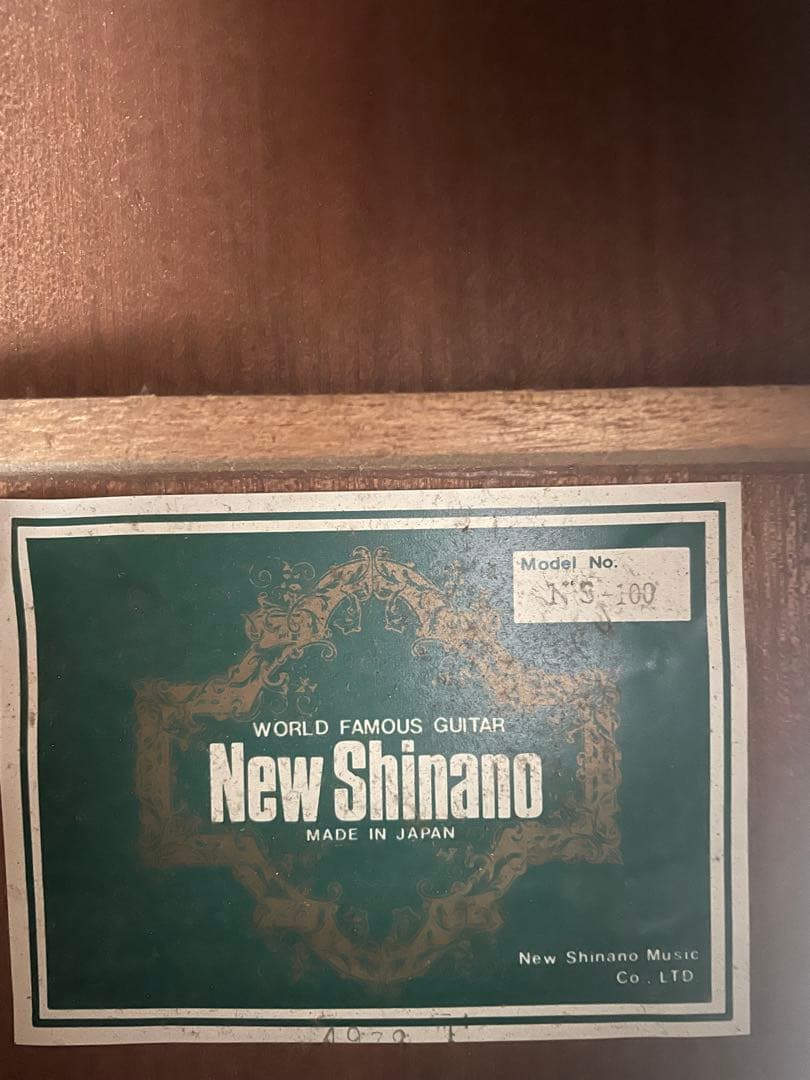 Model No.
NS-100
WORLD FAMOUS GUITAR
New Shinano
MADE IN JAPAN
New Shinano Music
Co. LTD